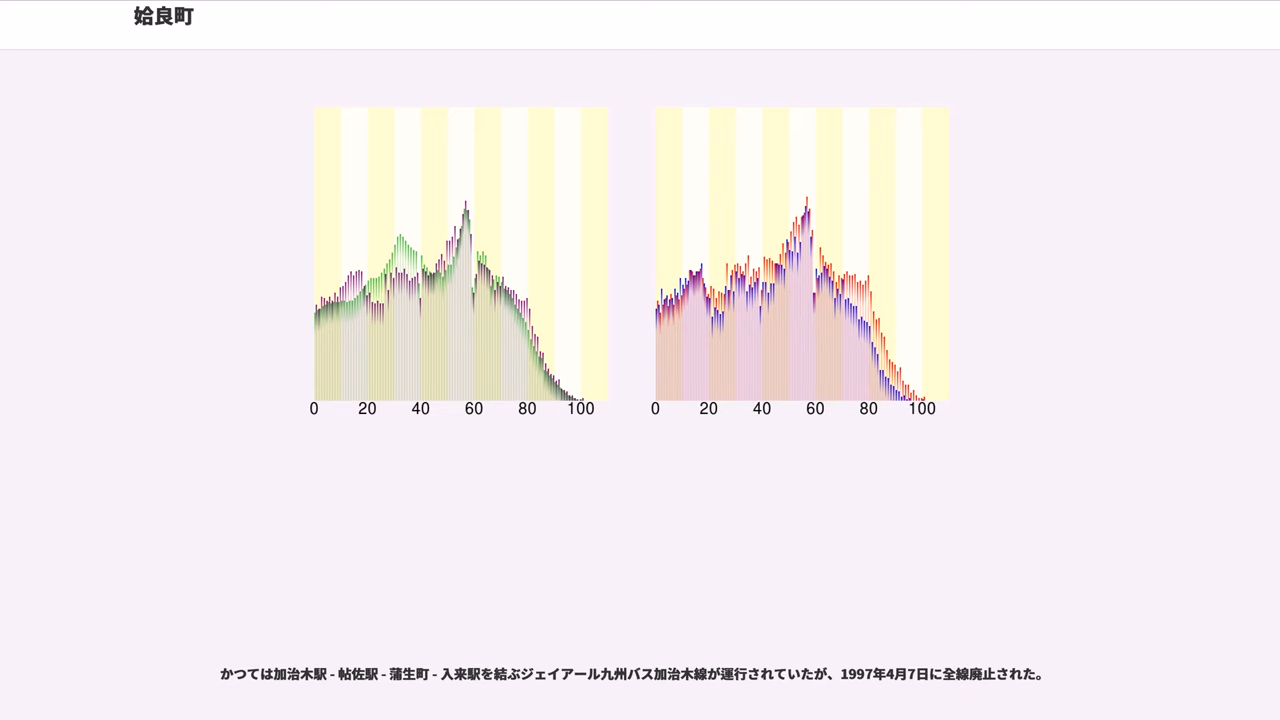 姶良町
0 20 40 60 80 100
0 20 40 60 80 100
かつては加治木駅 - 帖佐駅 - 蒲生町 - 入来駅を結ぶジェイアール九州バス加治木線が運行されていたが、1997年4月7日に全線廃止された。